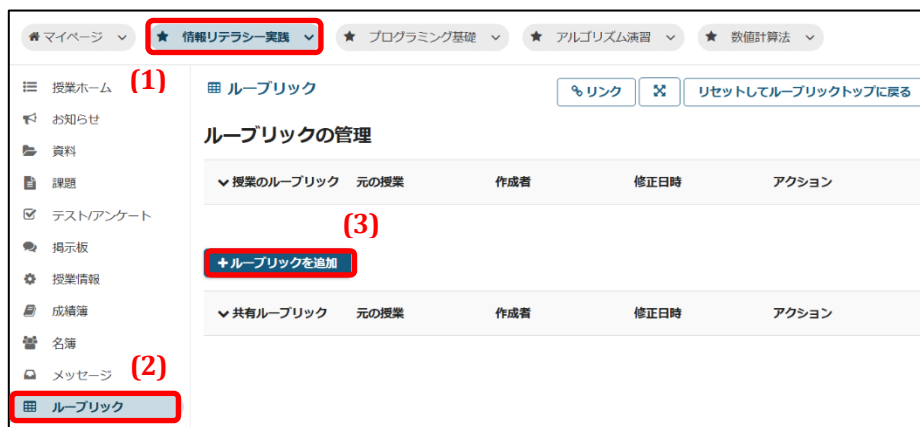 マイページ
★ 情報リテラシー実践
★ プログラミング基礎
★ アルゴリズム演習
★ 数値計算法
(1)
授業ホーム
お知らせ
資料
課題
テスト/アンケート
掲示板
授業情報
成績簿
名簿
メッセージ
(2)
ルーブリック
ルーブリック
リンク
リセットしてルーブリックトップに戻る
ルーブリックの管理
授業のルーブリック 元の授業 作成者 修正日時 アクション
(3)
+ルーブリックを追加
共有ルーブリック 元の授業 作成者 修正日時 アクション